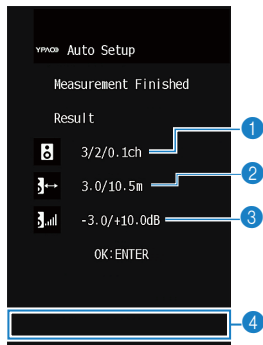 YPAO Auto Setup
Measurement Finished
Result
3/2/0.1ch
1
3.0/10.5m
2
-3.0/+10.0dB
3
OK:ENTER
4